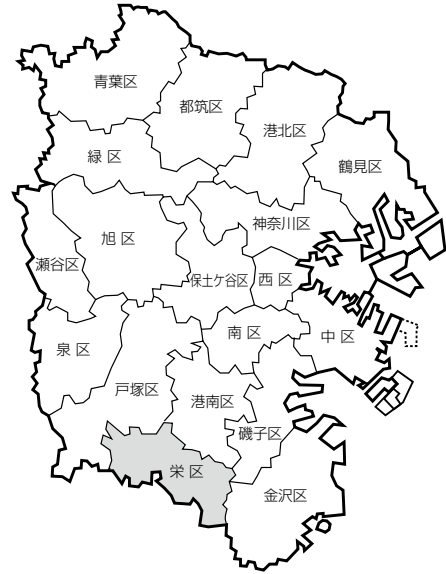 青葉区
都筑区
港北区
緑 区
鶴見区
神奈川区
旭 区
瀬谷区
保土ケ谷区
西 区
南 区
中 区
泉 区
戸塚区
港南区
磯子区
栄 区
金沢区